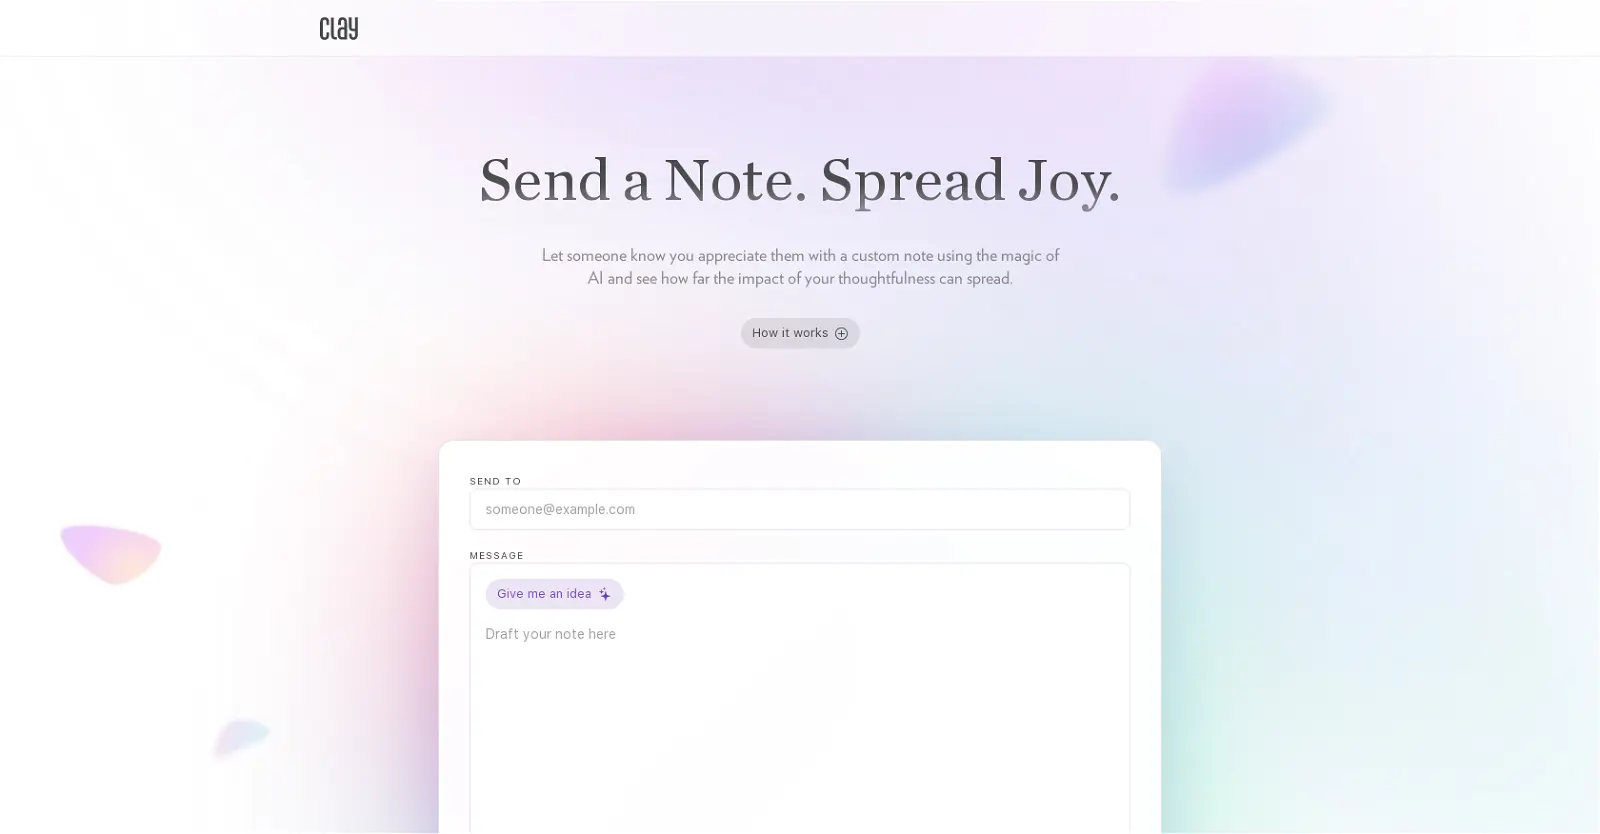 Clay
Send a Note. Spread Joy.
Let someone know you appreciate them with a custom note using the magic of
AI and see how far the impact of your thoughtfulness can spread.
How it works
SEND TO
someone@example.com
MESSAGE
Give me an idea
Draft your note here